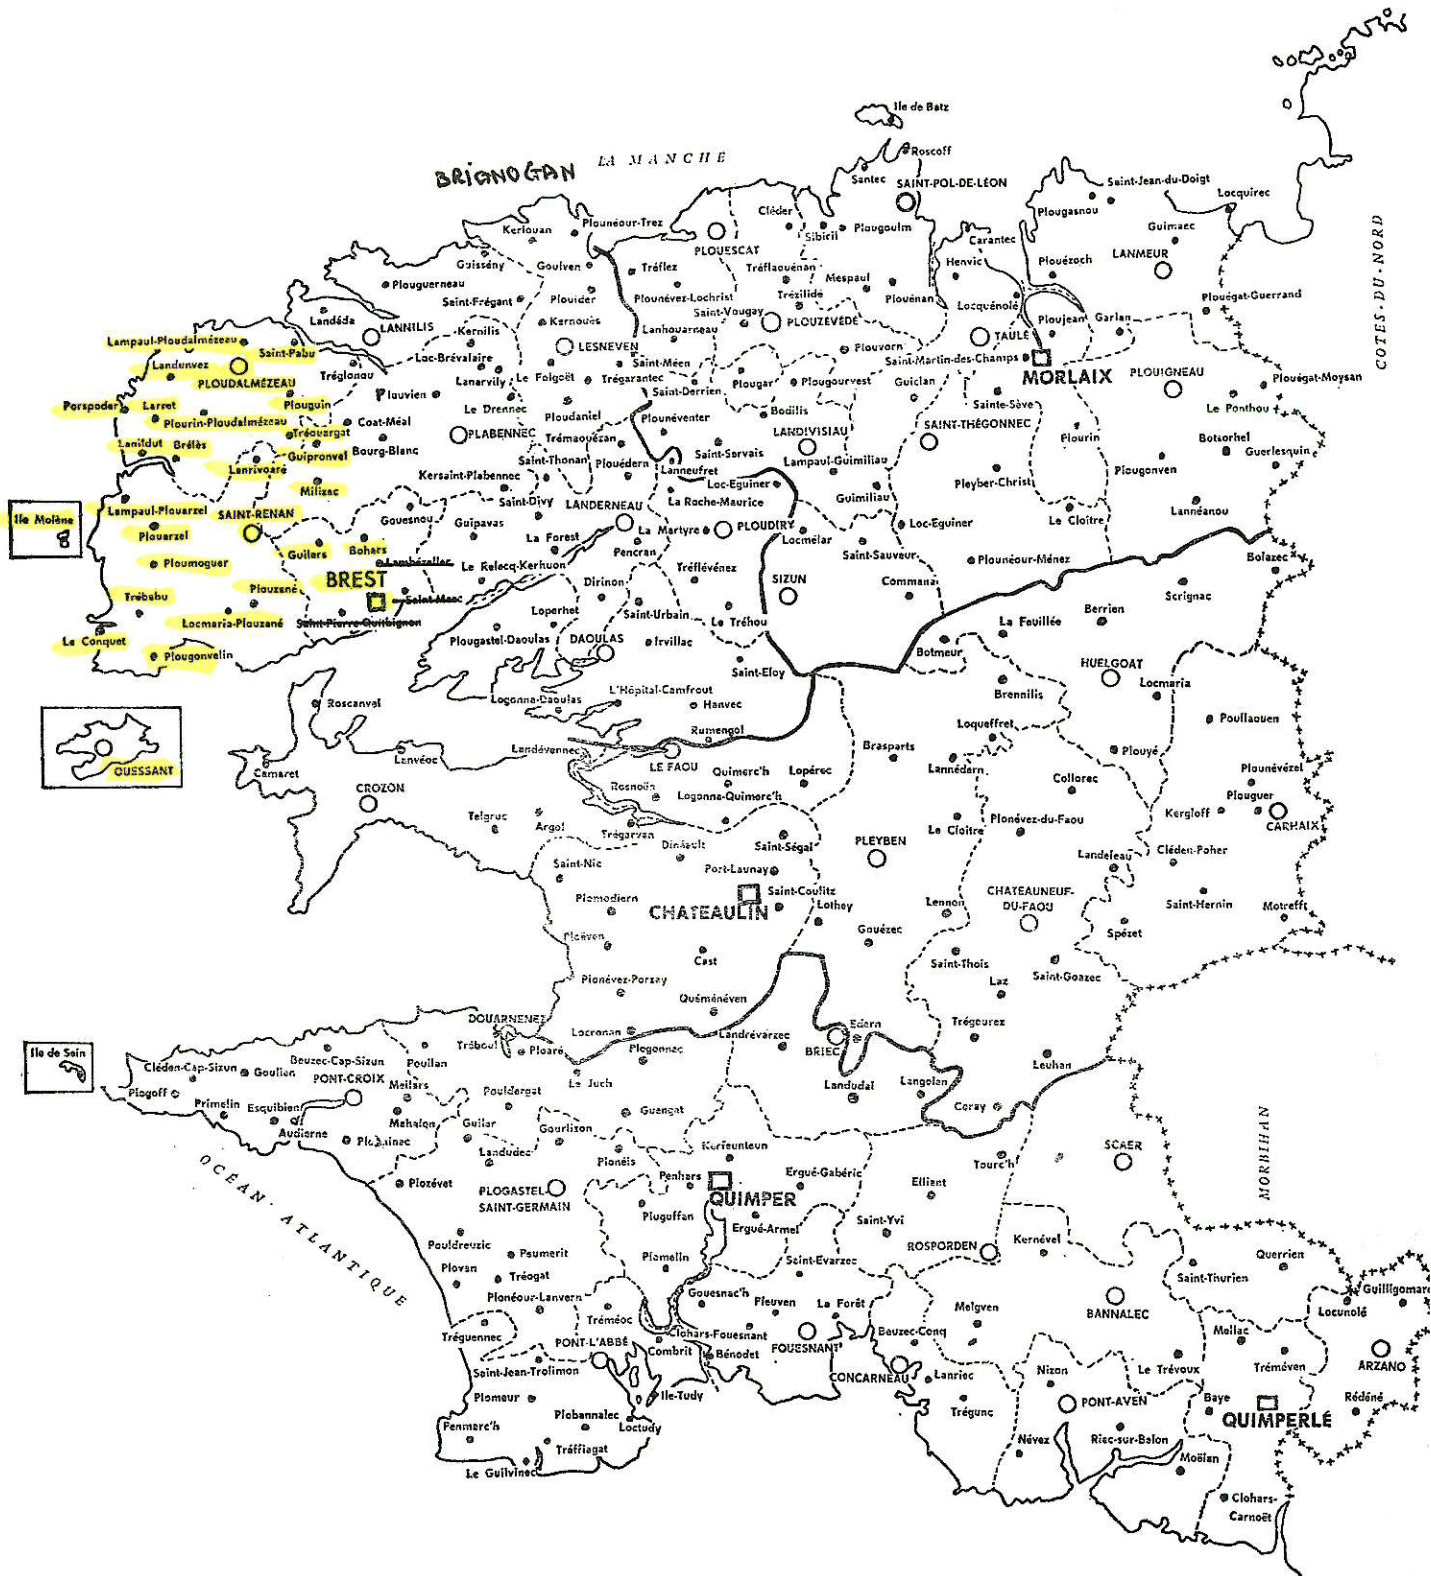 Ile de Batz
Roscoff
BRIGNOGAN
LA MANCHE
Santec
SAINT-POL-DE-LÉON
Saint-Jean-du-Doigt
Plougasnou
Locquirec
Plounéour-Trez
Cléder
Sibiril
Plougoulm
Guimaec
Kerlouan
PLOUESCAT
Carantec
COTES-DU-NORD
Guissény
Goulven
Tréflez
Tréflaouénan
Mespaul
Henvic
Plouézoch
LANMEUR
Plouguerneau
Plouider
Plounévez-Lochrist
Trézilidé
Plouénan
Locquénolé
Plouégat-Guerrand
Saint-Frégant
Landéda
LANNILIS
Kernilis
Kernouës
Lanhouarneau
Saint-Vougay
PLOUZÉVÉDÉ
TAULÉ
Ploujean
Garlan
Lampaul-Ploudalmézeau
Saint-Pabu
Loc-Brévalaire
LESNEVEN
Plouvorn
Saint-Martin-des-Champs
Landunvez
Tréglonou
Lanarvily
Le Folgoët
Saint-Méen
Trégarantec
MORLAIX
PLOUIGNEAU
PLOUDALMÉZEAU
Plouvien
Saint-Derrien
Plougar
Plougourvest
Guiclan
Plouégat-Moysan
Porspoder
Larret
Plouguin
Le Drennec
Ploudaniel
Bodilis
Sainte-Sève
Le Ponthou
Plourin-Ploudalmézeau
Coat-Méal
Plounéventer
Tréouargat
PLABENNEC
Trémaouézan
LANDIVISIAU
SAINT-THÉGONNEC
Plourin
Botsorhel
Lanildut
Brélès
Guipronvel
Bourg-Blanc
Saint-Servais
Guerlesquin
Lanrivoaré
Saint-Thonan
Plouédern
Lanneufret
Lampaul-Guimiliau
Plougonven
Milizac
Kersaint-Plabennec
Loc-Eguiner
Guimiliau
Pleyber-Christ
Lampaul-Plouarzel
SAINT-RENAN
Gouesnou
Saint-Divy
LANDERNEAU
La Roche-Maurice
Lannéanou
Ile Molène
Plouarzel
Guipavas
La Martyre
PLOUDIRY
Locmélar
Loc-Eguiner
Le Cloître
Guilers
Bohars
La Forest
Pencran
Saint-Sauveur
Ploumoguer
Lambézellec
Le Relecq-Kerhuon
Tréflévénez
SIZUN
Plounéour-Ménez
Bolazec
BREST
Dirinon
Commana
Scrignac
Trébabu
Plouzané
Saint-Marc
Loperhet
Saint-Urbain
Le Tréhou
Berrien
Locmaria-Plouzané
Saint-Pierre-Quilbignon
La Feuillée
Le Conquet
Plougastel-Daoulas
DAOULAS
Irvillac
Botmeur
HUELGOAT
Plougonvelin
Saint-Eloy
Brennilis
Locmaria
Roscanvel
Logonna-Daoulas
L'Hôpital-Camfrout
Hanvec
Loqueffret
Poullaouen
Rumengol
Brasparts
Plouyé
OUESSANT
Camaret
Lanvéoc
Landévennec
LE FAOU
Quimerc'h
Lopérec
Lannédern
Collorec
Plounévézel
CROZON
Rosnoën
Logonna-Quimerc'h
Kergloff
Plouguer
CARHAIX
Telgruc
Argol
Trégarvan
Le Cloître
Plonévez-du-Faou
Dinéault
Saint-Ségal
PLEYBEN
Landeleau
Cléden-Poher
Saint-Nic
Port-Launay
CHATEAUNEUF-
DU-FAOU
Plomodiern
CHATEAULIN
Saint-Coulitz
Lothey
Lennon
Saint-Hernin
Motreff
Ploéven
Gouézec
Spézet
Cast
Saint-Thois
Plonévez-Porzay
Laz
Saint-Goazec
Quéménéven
DOUARNENEZ
Locronan
Landrévarzec
Edern
Trégourez
Tréboul
Ploaré
Plogonnec
BRIEC
Leuhan
Ile de Sein
Beuzec-Cap-Sizun
Poullan
Cléden-Cap-Sizun
Goulien
PONT-CROIX
Meilars
Le Juch
Landudal
Langolen
Plogoff
Primelin
Esquibien
Pouldergat
Coray
Mahalon
Guiler
Guengat
Audierne
Gourlizon
MORBIHAN
Landudec
Plonéis
Kerfeunteun
SCAER
Tourc'h
OCÉAN ATLANTIQUE
Plozévet
PLOGASTEL-
SAINT-GERMAIN
Penhars
Ergué-Gabéric
Elliant
QUIMPER
Pluguffan
Ergué-Armel
Saint-Yvi
Kernével
Pouldreuzic
Peumerit
ROSPORDEN
Querrien
Plovan
Tréogat
Plomelin
Saint-Evarzec
Saint-Thurien
Plonéour-Lanvern
Gouesnac'h
Pleuven
BANNALEC
Guilligomarc
Tréméoc
La Forêt
Melgven
Locunolé
Tréguennec
Clohars-Fouesnant
FOUESNANT
Beuzec-Conq
Mellac
PONT-L'ABBÉ
Combrit
Bénodet
Tréméven
ARZANO
Saint-Jean-Trolimon
CONCARNEAU
Lanriec
Nizon
Le Trévoux
Plomeur
Ile-Tudy
Trégunc
PONT-AVEN
Baye
Rédéné
Plobannalec
Loctudy
QUIMPERLÉ
Penmarc'h
Névez
Riec-sur-Belon
Treffiagat
Moëlan
Le Guilvinec
Clohars-
Carnoët